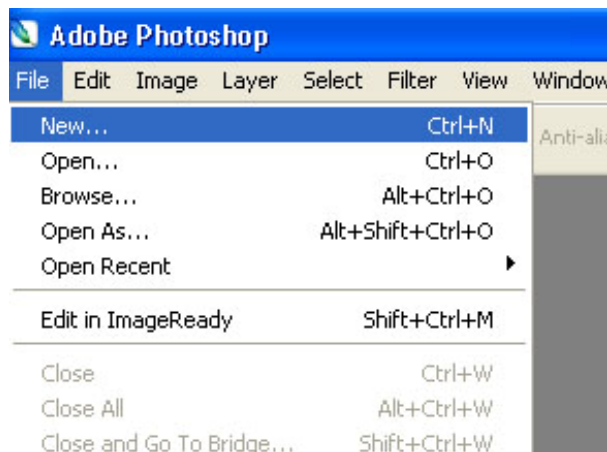 Adobe Photoshop
File Edit Image Layer Select Filter View Window
New... Ctrl+N
Anti-alia
Open... Ctrl+O
Browse... Alt+Ctrl+O
Open As... Alt+Shift+Ctrl+O
Open Recent
Edit in ImageReady Shift+Ctrl+M
Close Ctrl+W
Close All Alt+Ctrl+W
Close and Go To Bridge... Shift+Ctrl+W